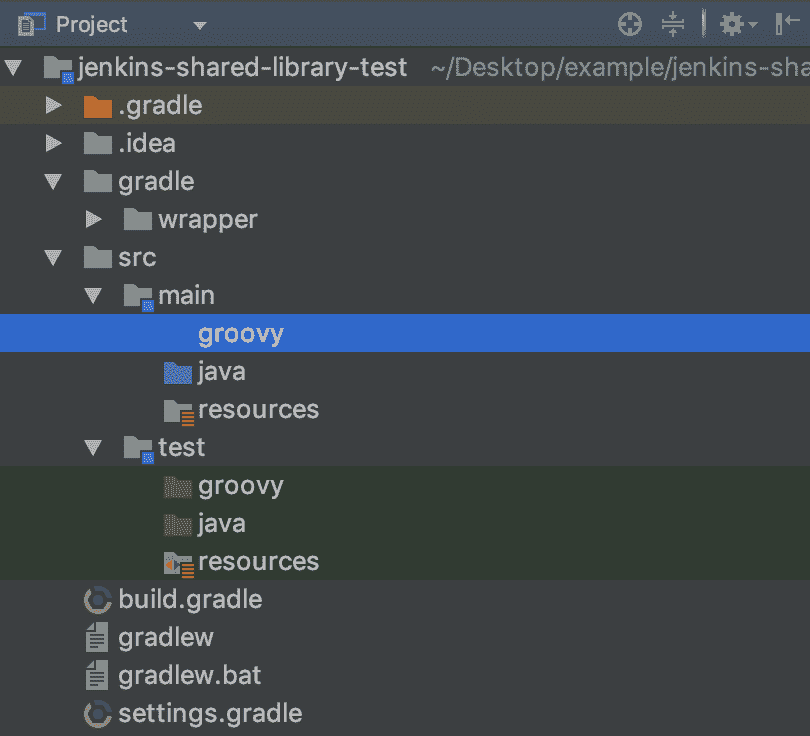 Project
jenkins-shared-library-test ~/Desktop/example/jenkins-sha
.gradle
.idea
gradle
wrapper
src
main
groovy
java
resources
test
groovy
java
resources
build.gradle
gradlew
gradlew.bat
settings.gradle